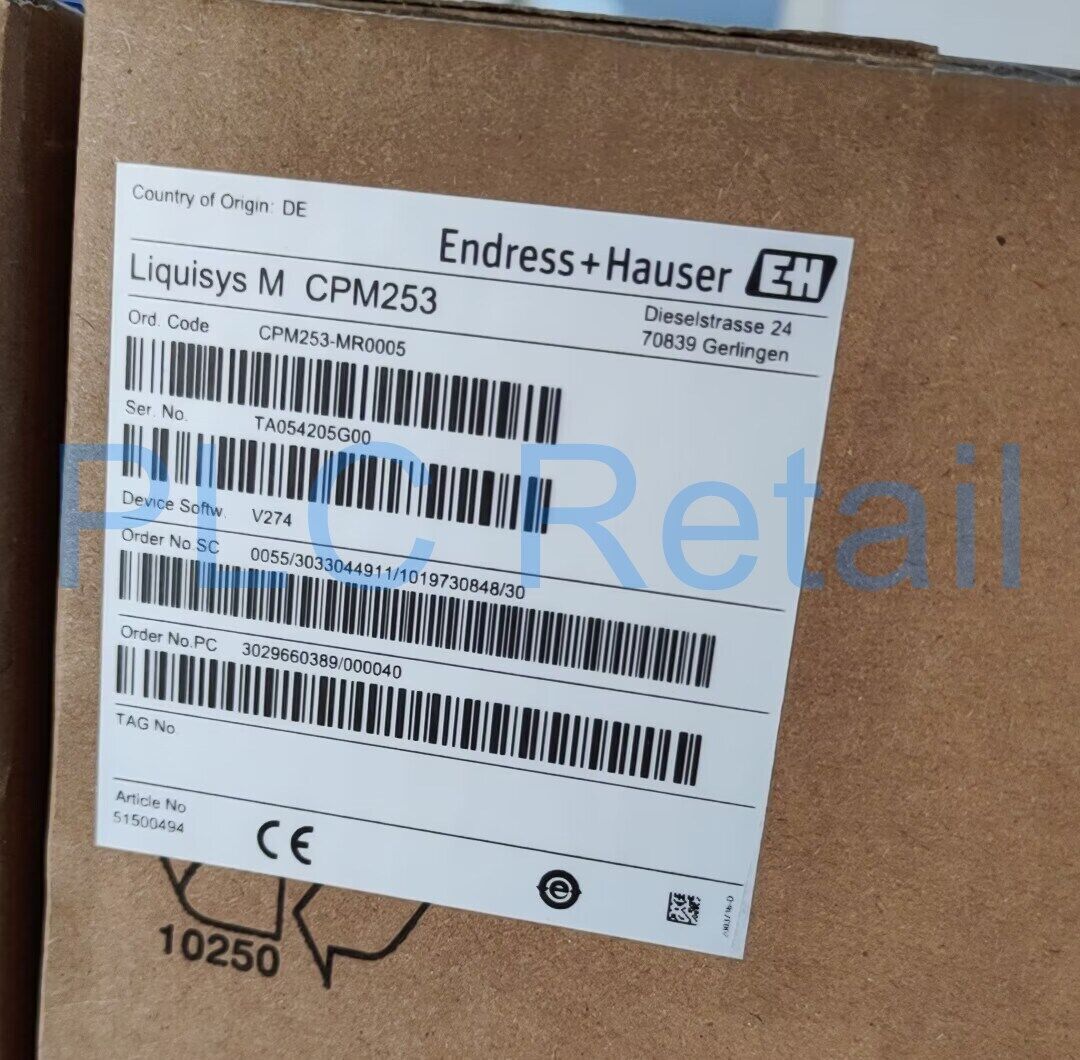 Country of Origin: DE
Endress+Hauser EH
Liquisys M CPM253
Dieselstrasse 24
70839 Gerlingen
Ord. Code CPM253-MR0005
Ser. No. TA054205G00
PLC Retail
Device Softw. V274
Order No.SC 0055/3033044911/1019730848/30
Order No.PC 3029660389/000040
TAG No.
Article No
51500494
CE
e
10250